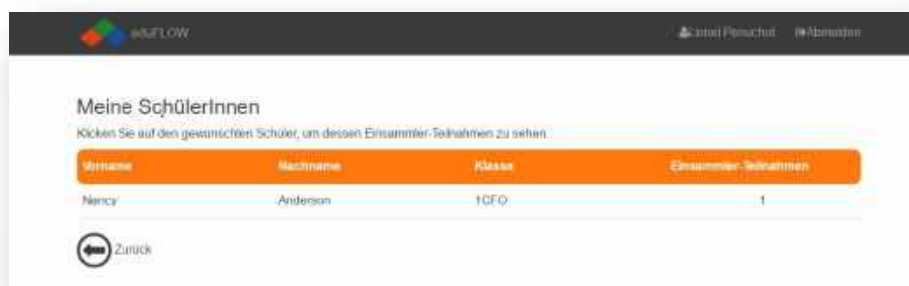 eduFLOW
Lionel Perruchot Abmelden
Meine SchülerInnen
Klicken Sie auf den gewünschten Schüler, um dessen Einsammler-Teilnahmen zu sehen.
Vorname Nachname Klasse Einsammler-Teilnahmen
Nancy Anderson 1CFO 1
Zurück